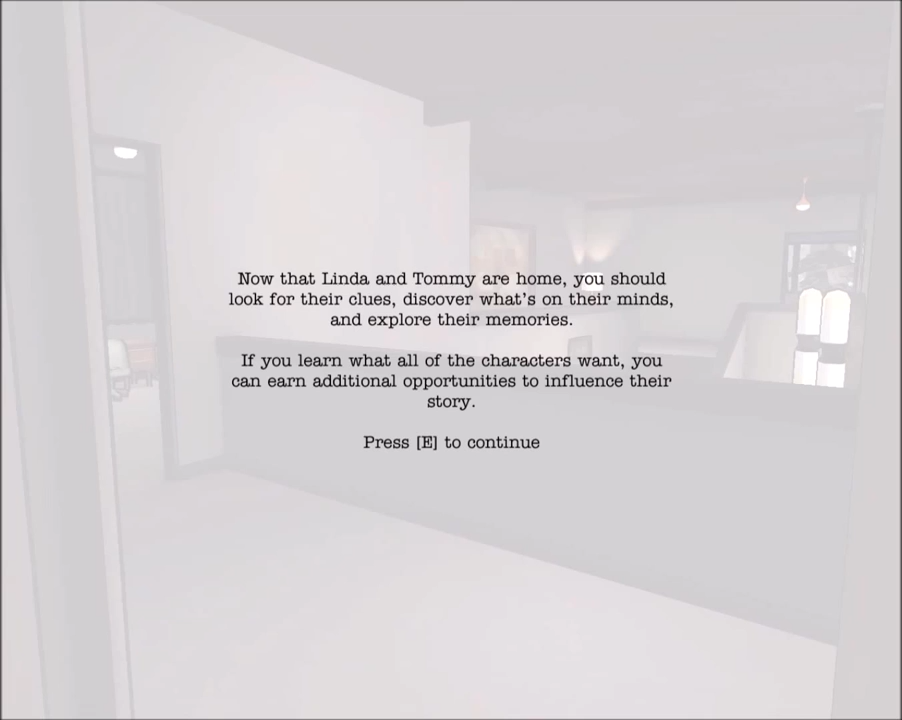 Now that Linda and Tommy are home, you should
look for their clues, discover what's on their minds,
and explore their memories.
If you learn what all of the characters want, you
can earn additional opportunities to influence their
story.
Press [E] to continue